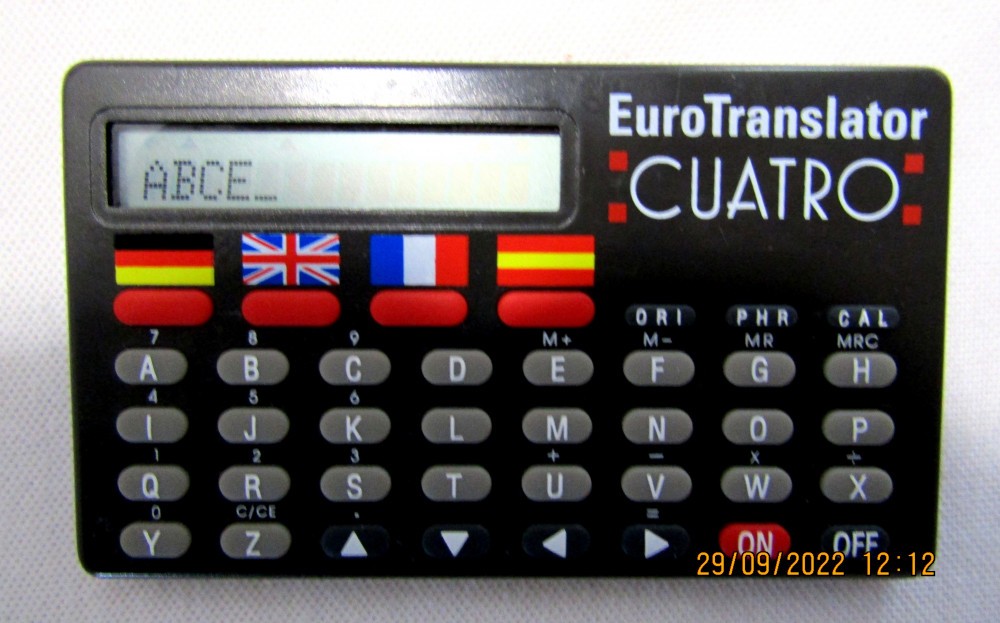 EuroTranslator
CUATRO
ABCE_
ORI PHR CAL
7 8 9 M+ M- MR MRC
A B C D E F G H
4 5 6
I J K L M N O P
1 2 3 + - x ÷
Q R S T U V W X
0 C/CE . =
Y Z ▲ ▼ ◀ ▶ ON OFF
29/09/2022 12:12